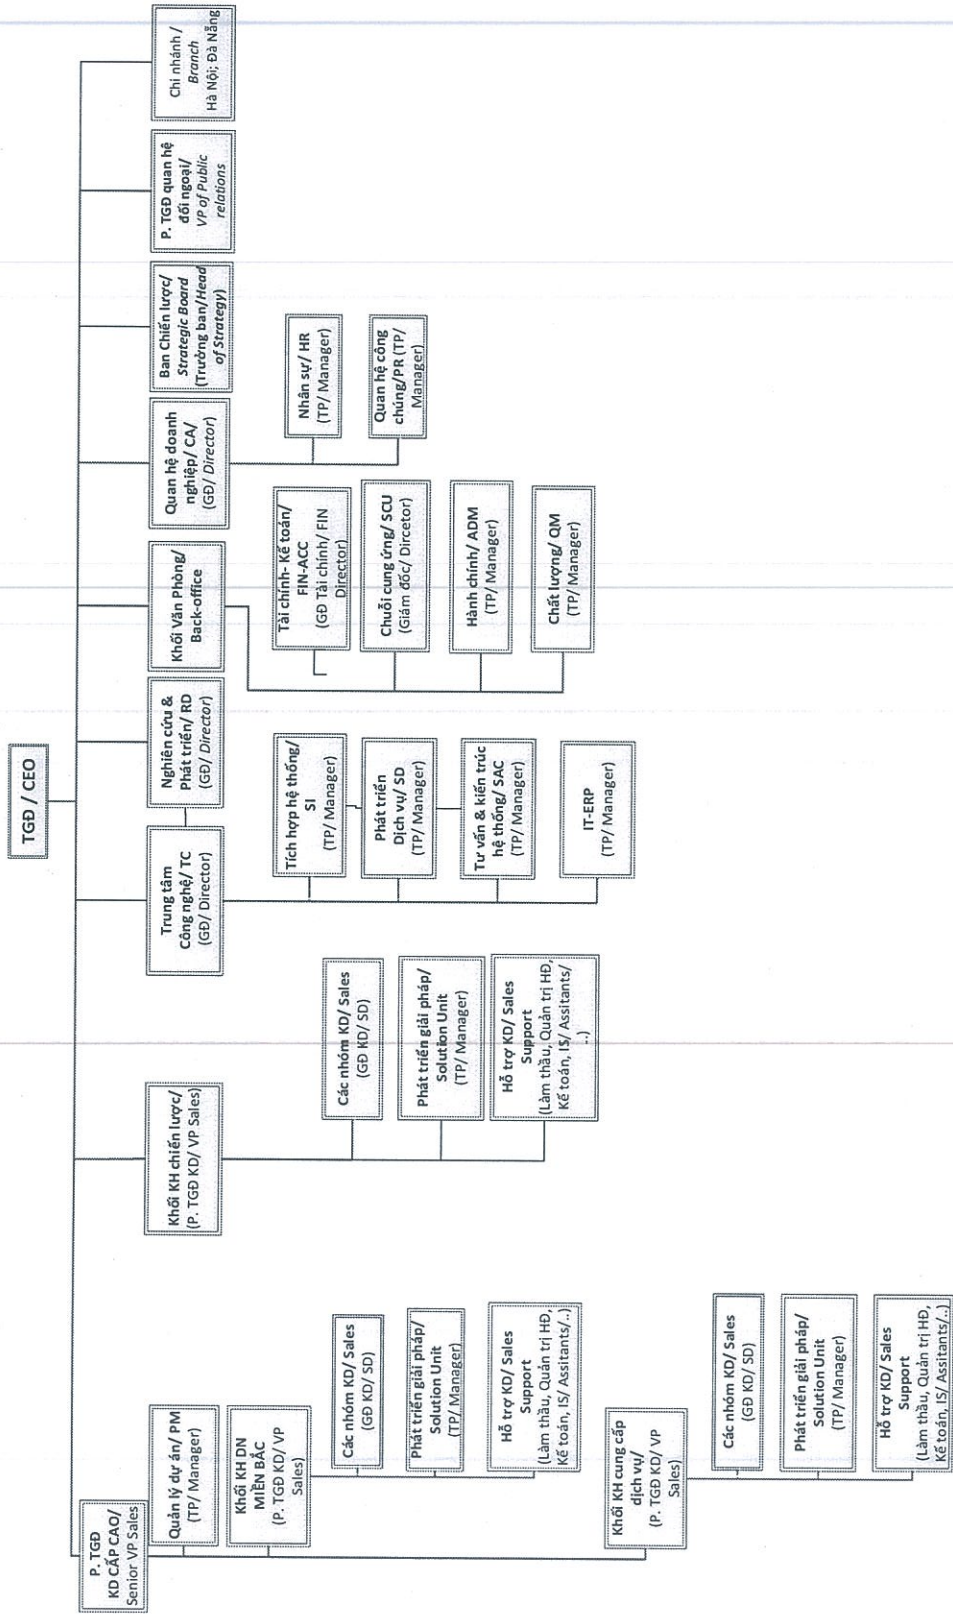 TGĐ / CEO
P. TGĐ
KD CẤP CAO/
Senior VP Sales
Quản lý dự án/ PM
(TP/ Manager)
Khối KH DN
MIỀN BẮC
(P. TGĐ KD/ VP
Sales)
Các nhóm KD/ Sales
(GĐ KD/ SD)
Phát triển giải pháp/
Solution Unit
(TP/ Manager)
Hỗ trợ KD/ Sales
Support
(Làm thầu, Quản trị HĐ,
Kế toán, IS/ Assitants/..)
Khối KH cung cấp
dịch vụ/
(P. TGĐ KD/ VP
Sales)
Các nhóm KD/ Sales
(GĐ KD/ SD)
Phát triển giải pháp/
Solution Unit
(TP/ Manager)
Hỗ trợ KD/ Sales
Support
(Làm thầu, Quản trị HĐ,
Kế toán, IS/ Assitants/..)
Khối KH chiến lược/
(P. TGĐ KD/ VP Sales)
Các nhóm KD/ Sales
(GĐ KD/ SD)
Phát triển giải pháp/
Solution Unit
(TP/ Manager)
Hỗ trợ KD/ Sales
Support
(Làm thầu, Quản trị HĐ,
Kế toán, IS/ Assitants/
..)
Trung tâm
Công nghệ/ TC
(GĐ/ Director)
Tích hợp hệ thống/
SI
(TP/ Manager)
Phát triển
Dịch vụ/ SD
(TP/ Manager)
Tư vấn & kiến trúc
hệ thống/ SAC
(TP/ Manager)
IT-ERP
(TP/ Manager)
Nghiên cứu &
Phát triển/ RD
(GĐ/ Director)
Khối Văn Phòng/
Back-office
Tài chính- Kế toán/
FIN-ACC
(GĐ Tài chính/ FIN
Director)
Chuỗi cung ứng/ SCU
(Giám đốc/ Dircetor)
Hành chính/ ADM
(TP/ Manager)
Chất lượng/ QM
(TP/ Manager)
Quan hệ doanh
nghiệp/ CA/
(GĐ/ Director)
Nhân sự/ HR
(TP/ Manager)
Quan hệ công
chúng/PR (TP/
Manager)
Ban Chiến lược/
Strategic Board
(Trưởng ban/Head
of Strategy)
P. TGĐ quan hệ
đối ngoại/
VP of Public
relations
Chi nhánh /
Branch
Hà Nội; Đà Nẵng